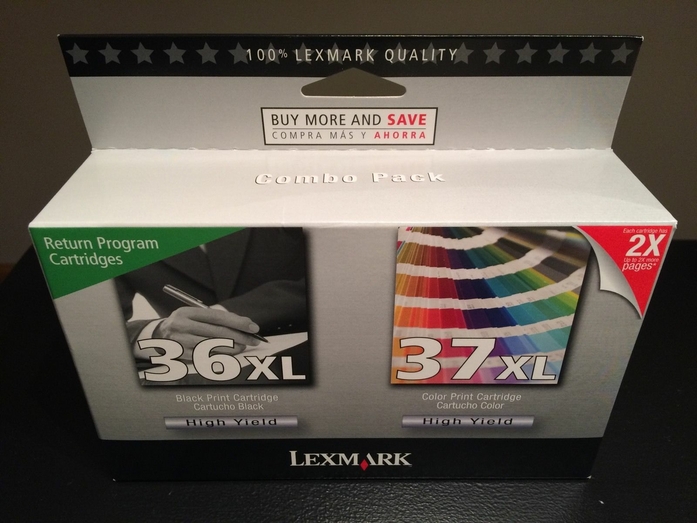 100% LEXMARK QUALITY
BUY MORE AND SAVE
COMPRA MÁS Y AHORRA
Combo Pack
Return Program
Cartridges
Each cartridge has
2X
Up to 2X more
pages*
36XL
37XL
Black Print Cartridge
Cartucho Black
High Yield
Color Print Cartridge
Cartucho Color
High Yield
LEXMARK